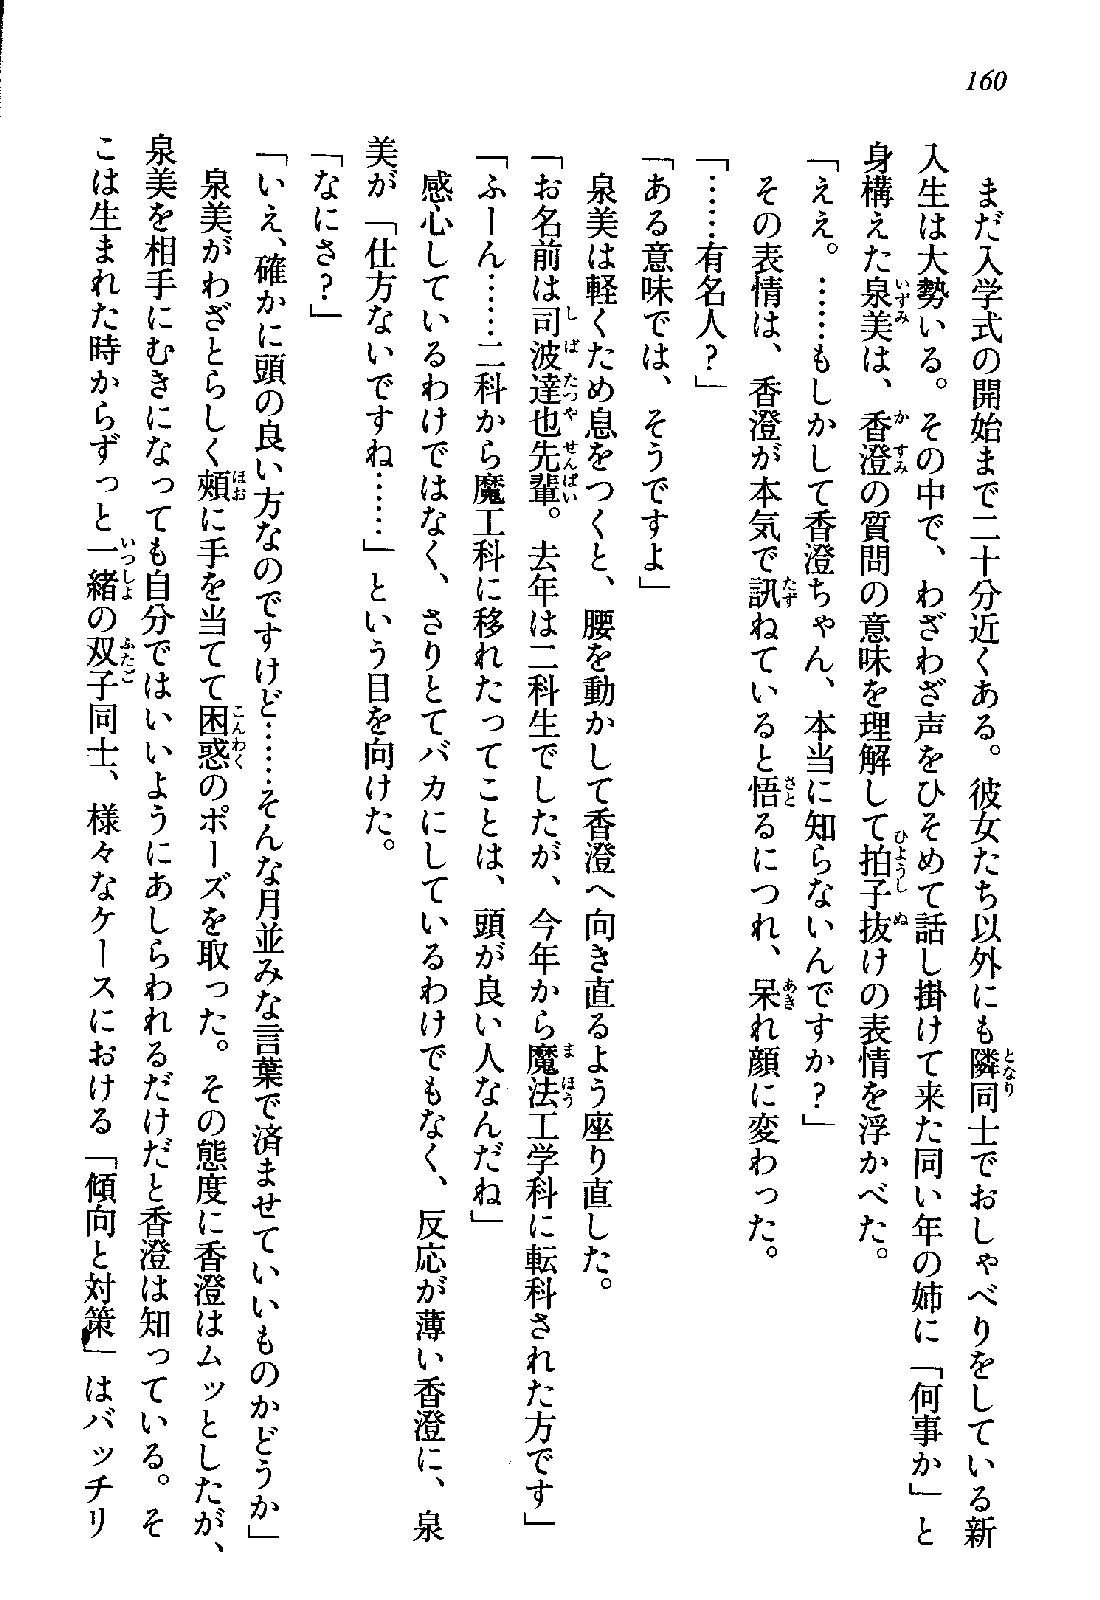 160
まだ入学式の開始まで二十分近くある。彼女たち以外にも隣同士でおしゃべりをしている新
入生は大勢いる。その中で、わざわざ声をひそめて話し掛けて来た同い年の姉に「何事か」と
身構えた泉美は、香澄の質問の意味を理解して拍子抜けの表情を浮かべた。
「ええ。……もしかして香澄ちゃん、本当に知らないんですか？」
その表情は、香澄が本気で訊ねていると悟るにつれ、呆れ顔に変わった。
「……有名人？」
「ある意味では、そうですよ」
泉美は軽くため息をつくと、腰を動かして香澄へ向き直るよう座り直した。
「お名前は司波達也先輩。去年は二科生でしたが、今年から魔法工学科に転科された方です」
「ふーん……二科から魔工科に移れたってことは、頭が良い人なんだね」
感心しているわけではなく、さりとてバカにしているわけでもなく、反応が薄い香澄に、泉
美が「仕方ないですね……」という目を向けた。
「なにさ？」
「いえ、確かに頭の良い方なのですけど……そんな月並みな言葉で済ませていいものかどうか」
泉美がわざとらしく頰に手を当てて困惑のポーズを取った。その態度に香澄はムッとしたが、
泉美を相手にむきになっても自分ではいいようにあしらわれるだけだと香澄は知っている。そ
こは生まれた時からずっと一緒の双子同士、様々なケースにおける「傾向と対策」はバッチリ